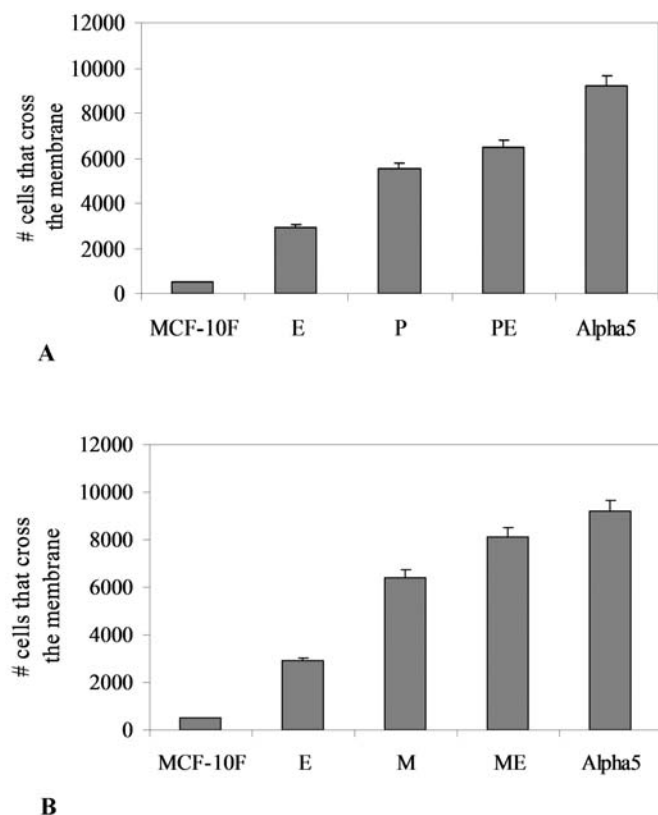 12000
10000
8000
6000
4000
2000
0
# cells that cross
the membrane
MCF-10F E P PE Alpha5
A
12000
10000
8000
6000
4000
2000
0
# cells that cross
the membrane
MCF-10F E M ME Alpha5
B